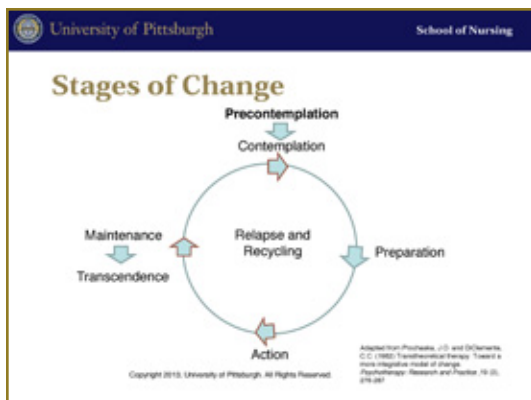 University of Pittsburgh
School of Nursing
Stages of Change
Precontemplation
Contemplation
Maintenance
Relapse and
Recycling
Preparation
Transcendence
Action
Adapted from Prochaska, J.O. and DiClemente,
C.C. (1982) Transtheoretical therapy: Toward a
more integrative model of change.
Psychotherapy: Research and Practice, 19 (3),
276-287
Copyright 2013, University of Pittsburgh. All Rights Reserved.